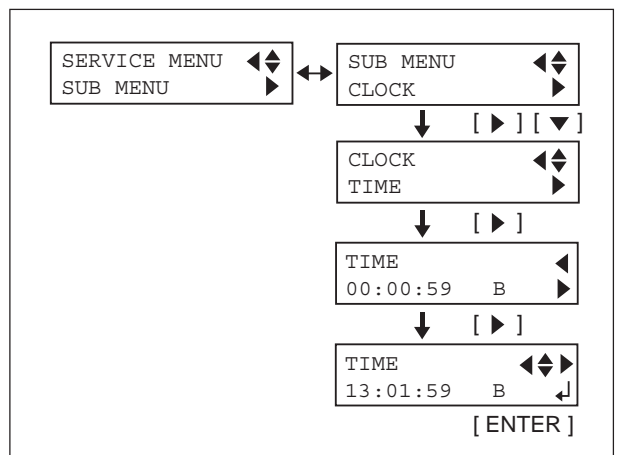 SERVICE MENU ◀◆
SUB MENU ▶
SUB MENU ◀◆
CLOCK ▶
[ ▶ ] [ ▼ ]
CLOCK ◀◆
TIME ▶
[ ▶ ]
TIME ◀
00:00:59 B ▶
[ ▶ ]
TIME ◀◆▶
13:01:59 B ↵
[ ENTER ]